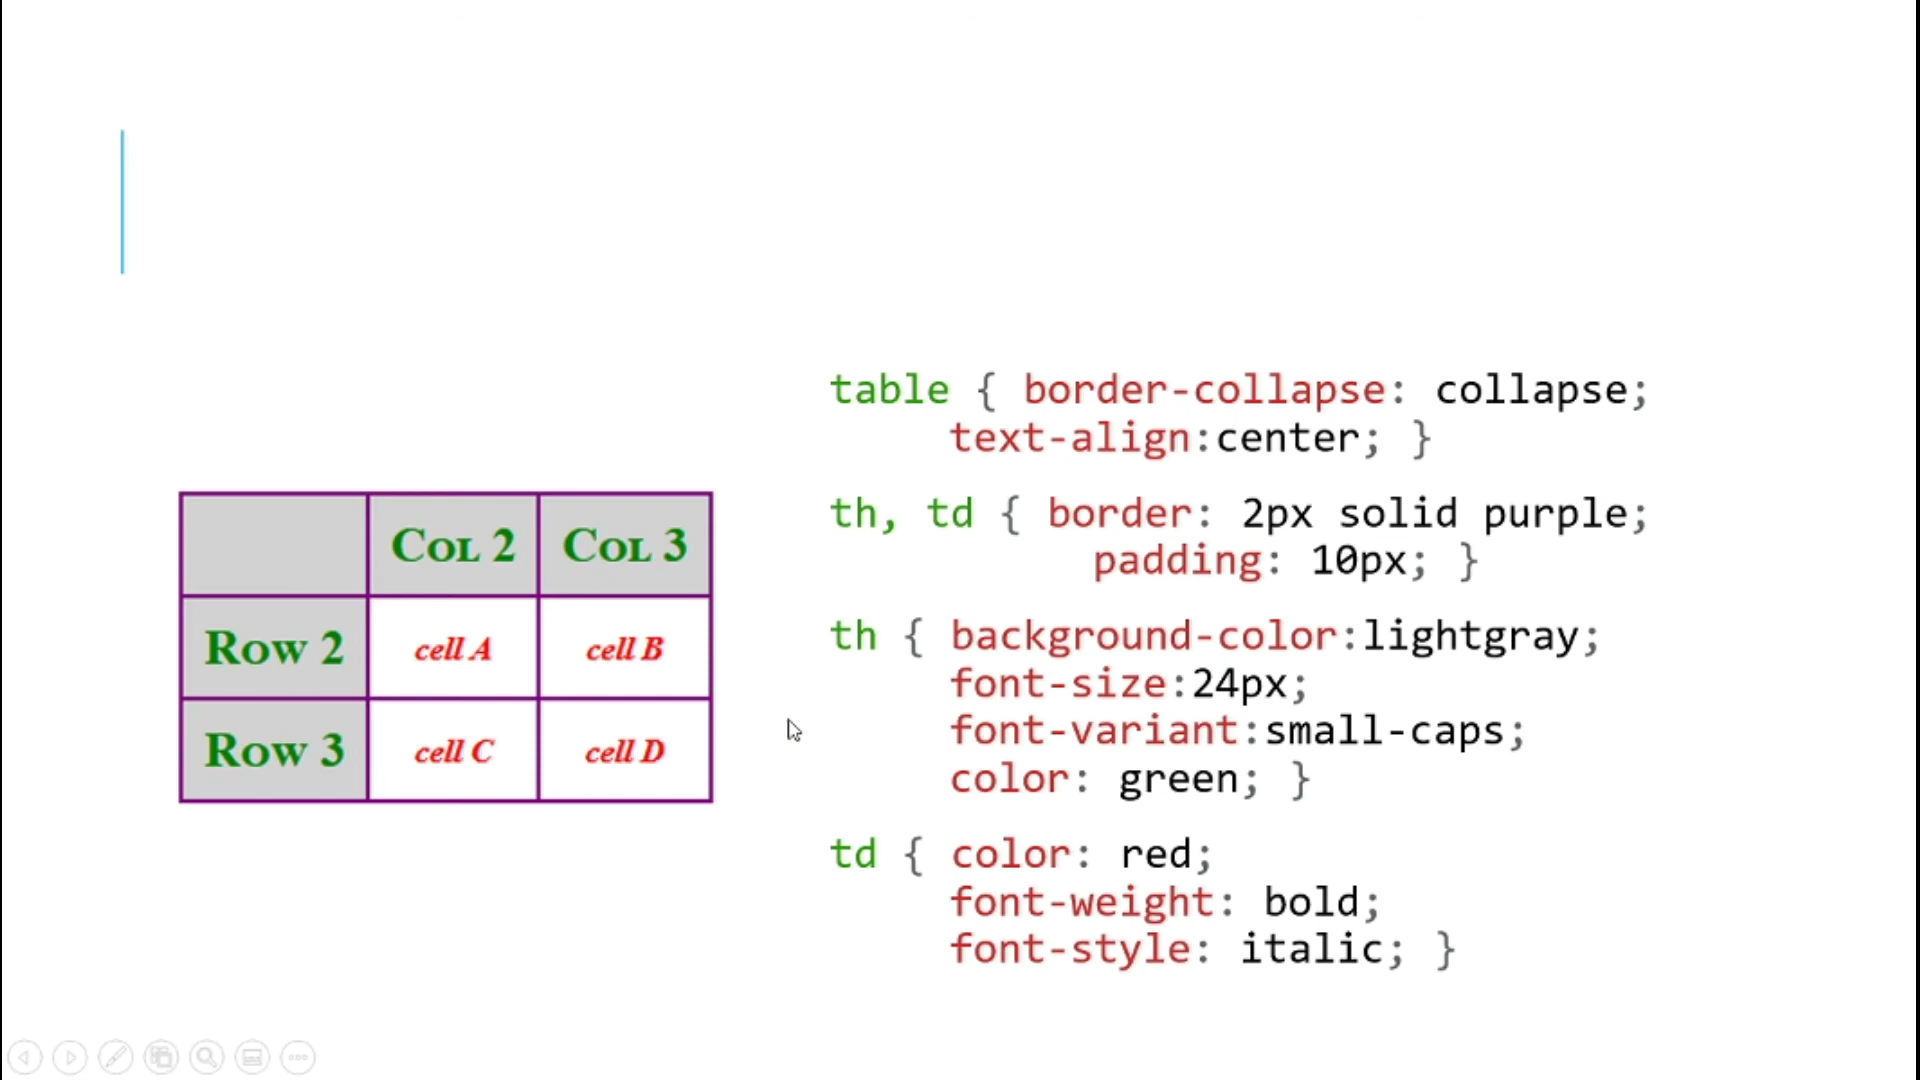 Col 2 Col 3
Row 2 cell A cell B
Row 3 cell C cell D
table { border-collapse: collapse;
text-align:center; }
th, td { border: 2px solid purple;
padding: 10px; }
th { background-color:lightgray;
font-size:24px;
font-variant:small-caps;
color: green; }
td { color: red;
font-weight: bold;
font-style: italic; }